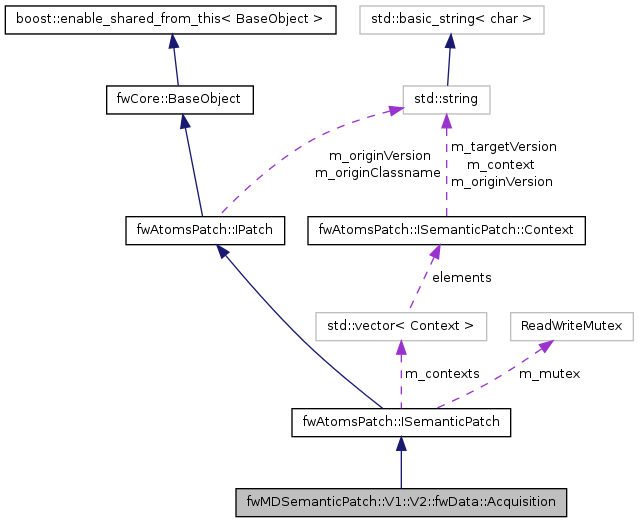 boost::enable_shared_from_this< BaseObject >
std::basic_string< char >
fwCore::BaseObject
std::string
m_originVersion
m_originClassname
m_targetVersion
m_context
m_originVersion
fwAtomsPatch::IPatch
fwAtomsPatch::ISemanticPatch::Context
elements
std::vector< Context >
ReadWriteMutex
m_contexts
m_mutex
fwAtomsPatch::ISemanticPatch
fwMDSemanticPatch::V1::V2::fwData::Acquisition